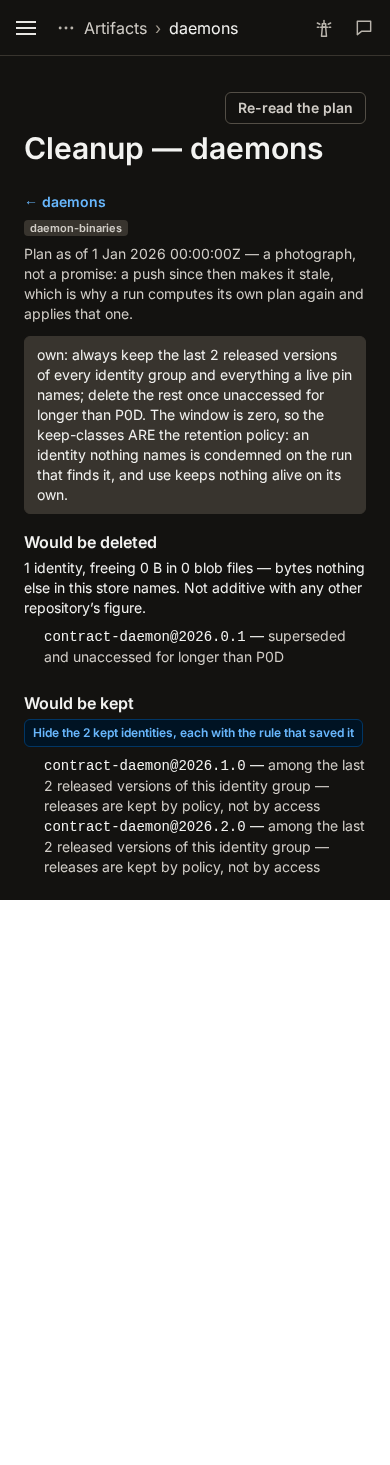 ··· Artifacts › daemons
Re-read the plan
Cleanup — daemons
← daemons
daemon-binaries
Plan as of 1 Jan 2026 00:00:00Z — a photograph,
not a promise: a push since then makes it stale,
which is why a run computes its own plan again and
applies that one.
own: always keep the last 2 released versions
of every identity group and everything a live pin
names; delete the rest once unaccessed for
longer than P0D. The window is zero, so the
keep-classes ARE the retention policy: an
identity nothing names is condemned on the run
that finds it, and use keeps nothing alive on its
own.
Would be deleted
1 identity, freeing 0 B in 0 blob files — bytes nothing
else in this store names. Not additive with any other
repository’s figure.
contract-daemon@2026.0.1 — superseded
and unaccessed for longer than P0D
Would be kept
Hide the 2 kept identities, each with the rule that saved it
contract-daemon@2026.1.0 — among the last
2 released versions of this identity group —
releases are kept by policy, not by access
contract-daemon@2026.2.0 — among the last
2 released versions of this identity group —
releases are kept by policy, not by access